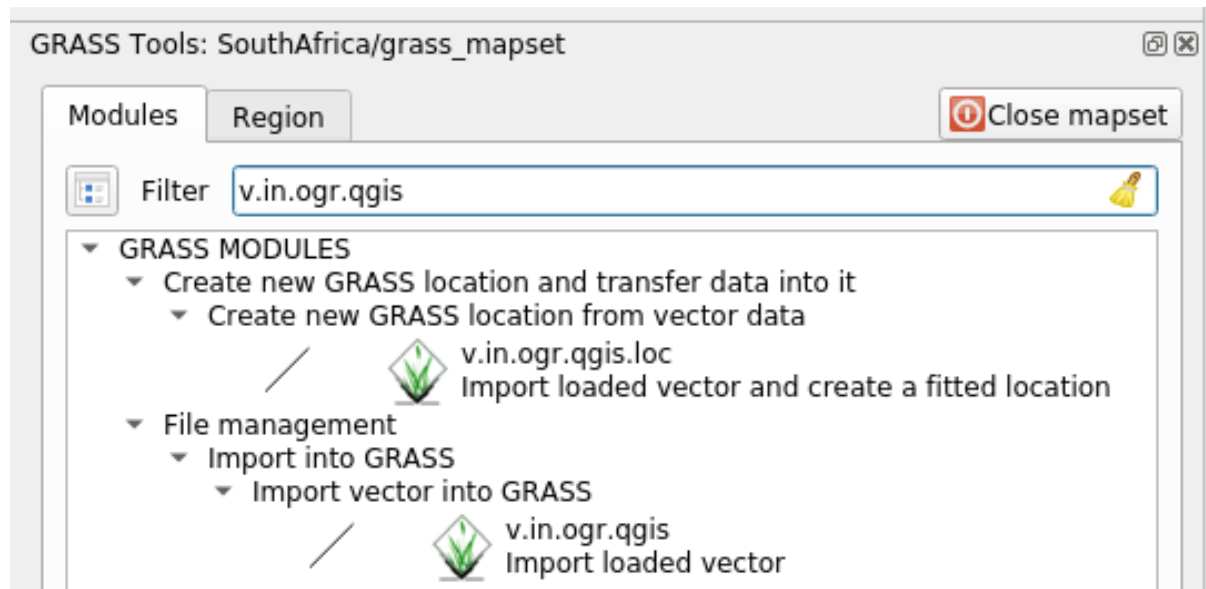 GRASS Tools: SouthAfrica/grass_mapset
Modules Region Close mapset
Filter v.in.ogr.qgis
GRASS MODULES
Create new GRASS location and transfer data into it
Create new GRASS location from vector data
v.in.ogr.qgis.loc
Import loaded vector and create a fitted location
File management
Import into GRASS
Import vector into GRASS
v.in.ogr.qgis
Import loaded vector